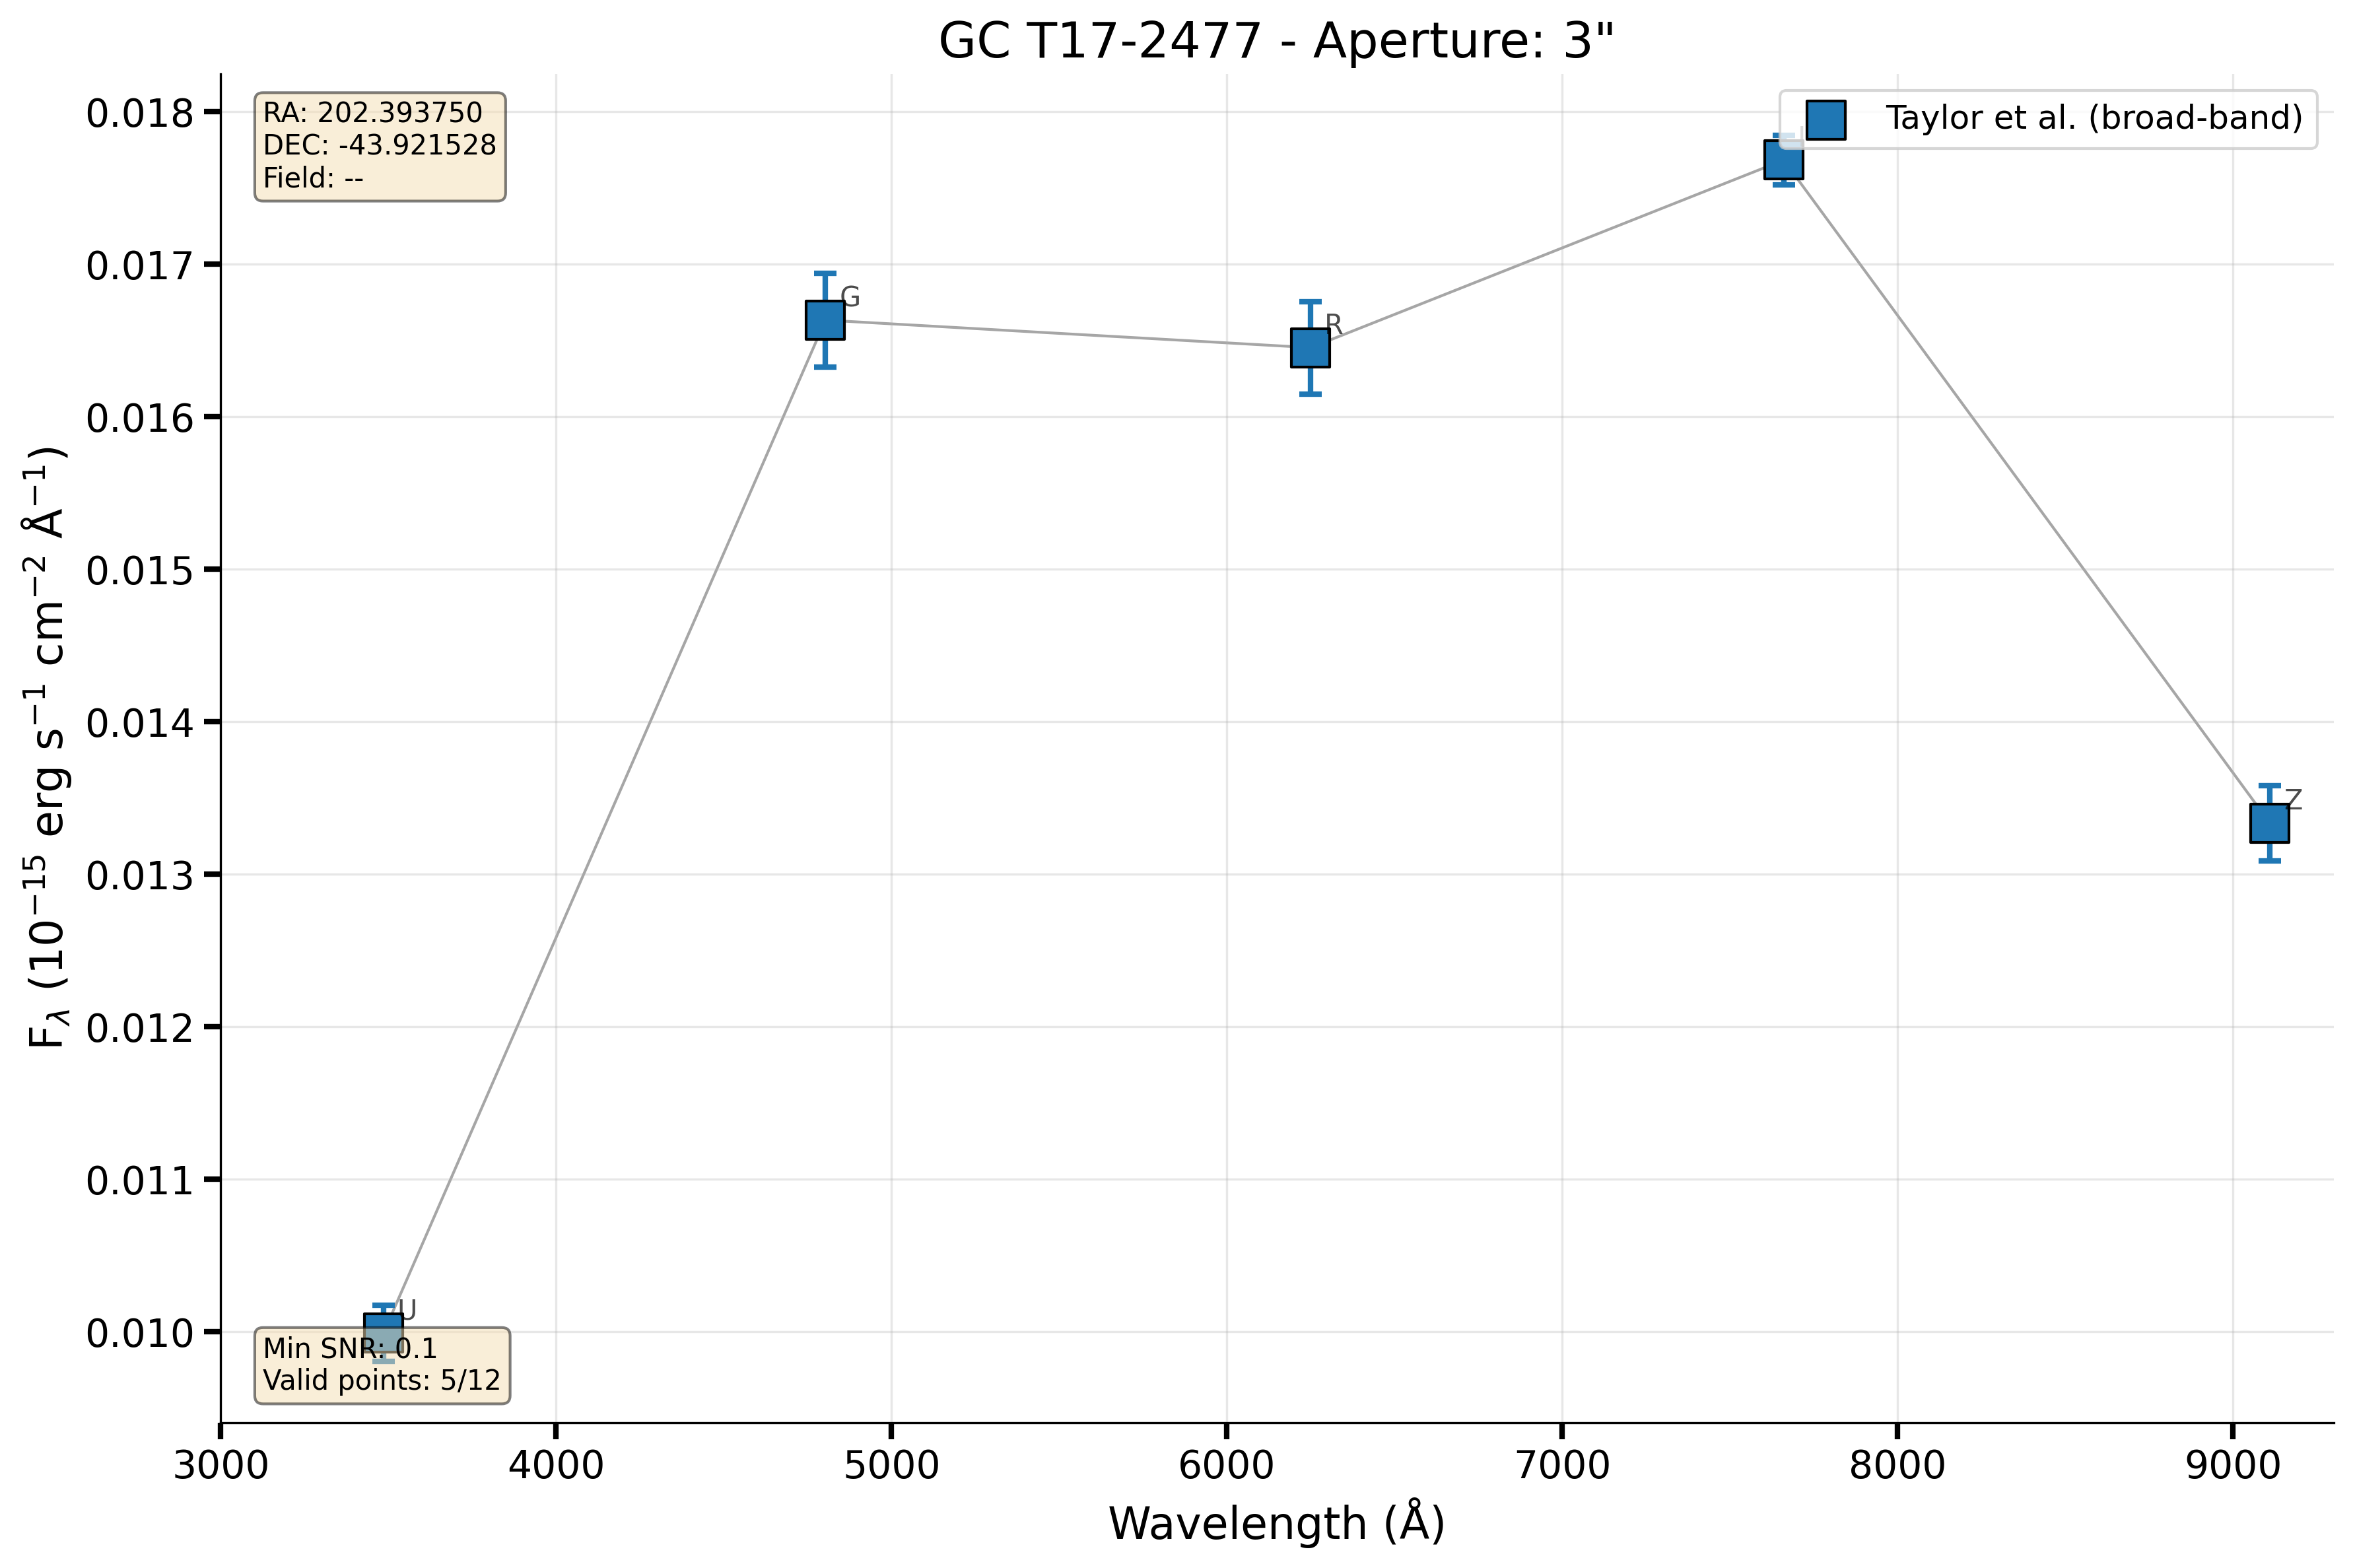 GC T17-2477 - Aperture: 3"
RA: 202.393750
DEC: -43.921528
Field: --
Taylor et al. (broad-band)
G
R
Z
U
Min SNR: 0.1
Valid points: 5/12
0.018
0.017
0.016
0.015
0.014
0.013
0.012
0.011
0.010
F_λ (10⁻¹⁵ erg s⁻¹ cm⁻² Å⁻¹)
3000 4000 5000 6000 7000 8000 9000
Wavelength (Å)